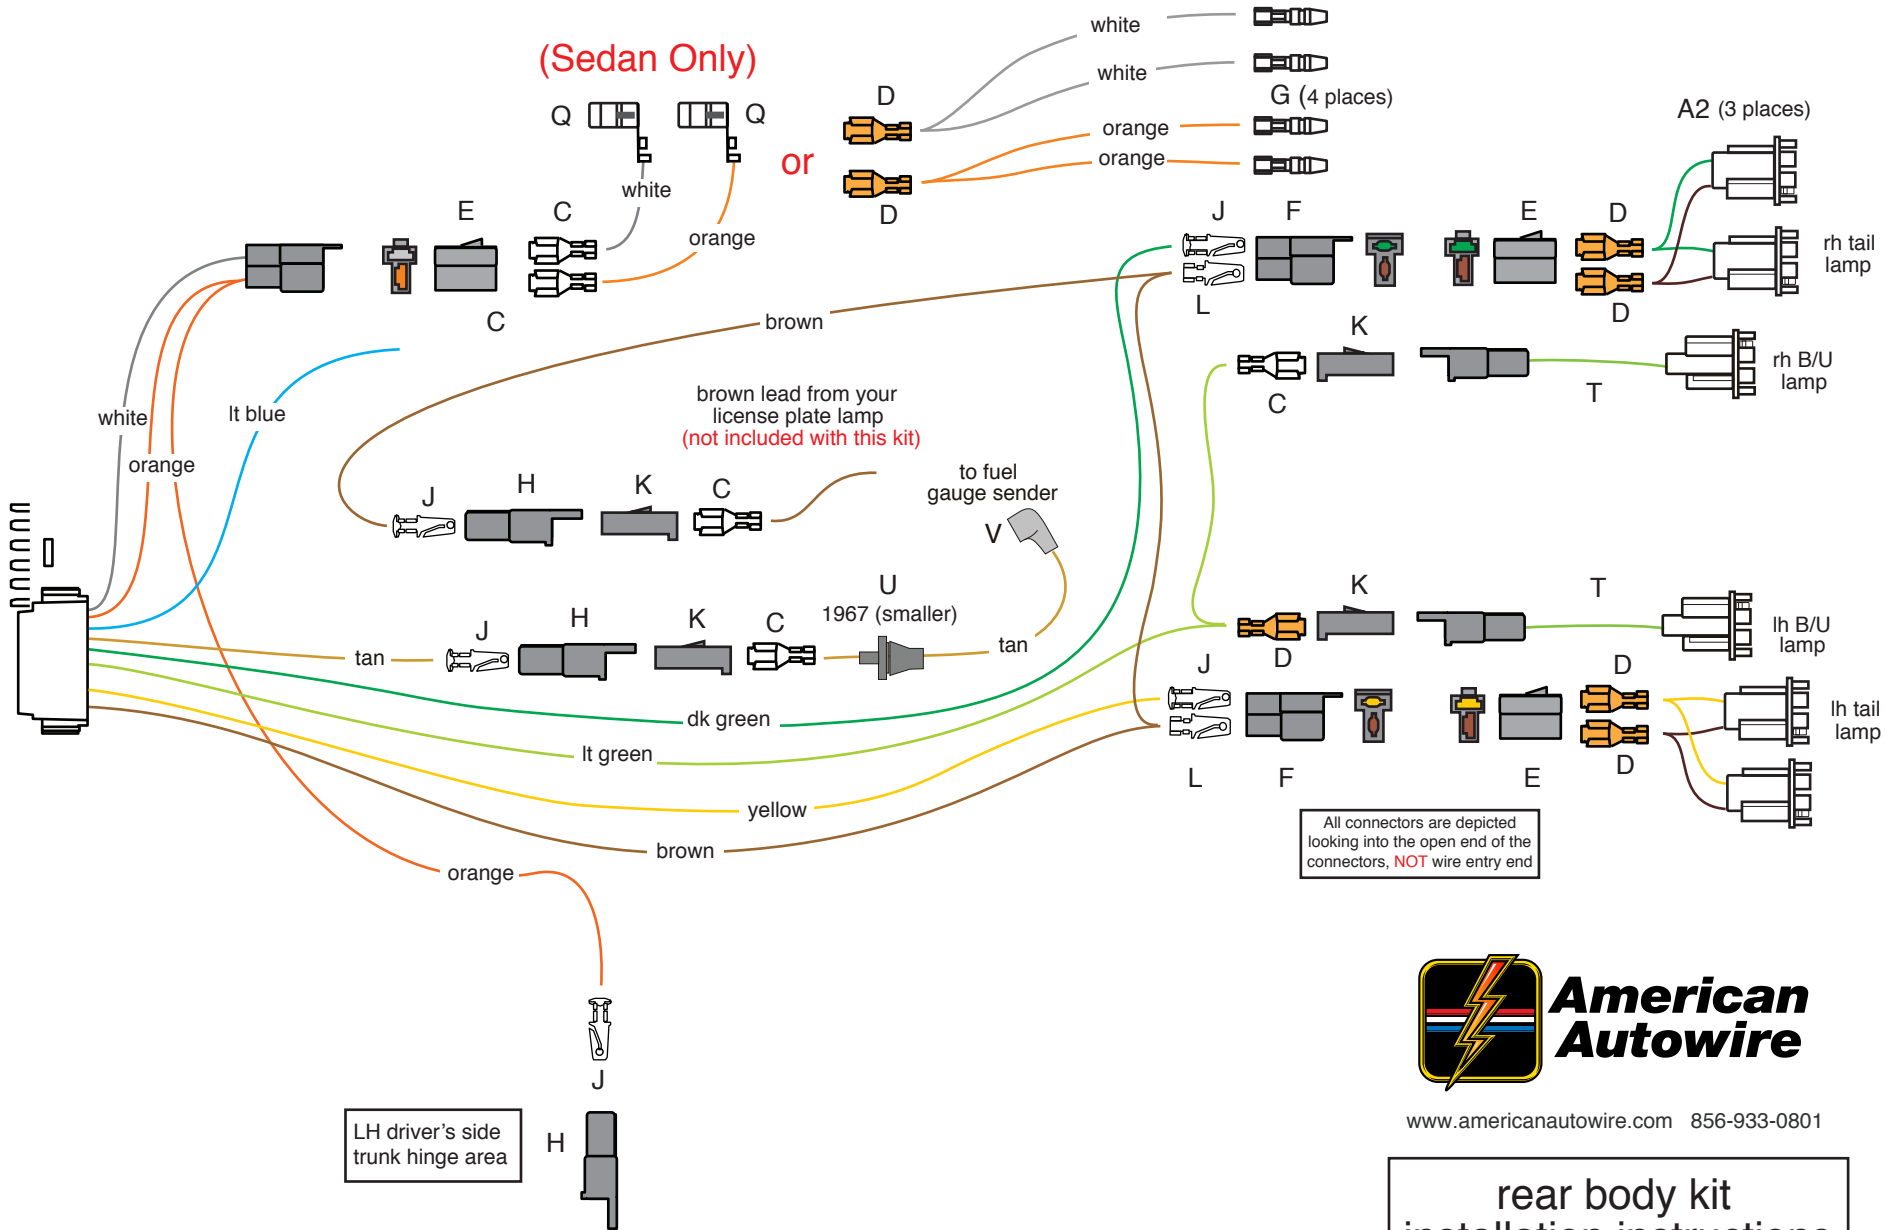 (Sedan Only)
white
white
G (4 places)
orange
orange
D
D
Q
Q
or
white
orange
E
C
C
A2 (3 places)
J
F
E
D
D
L
rh tail
lamp
brown
K
C
T
rh B/U
lamp
white
orange
lt blue
brown lead from your
license plate lamp
(not included with this kit)
J
H
K
C
to fuel
gauge sender
V
U
1967 (smaller)
tan
J
H
K
C
tan
K
D
T
lh B/U
lamp
J
L
F
E
D
D
lh tail
lamp
dk green
lt green
yellow
brown
orange
All connectors are depicted
looking into the open end of the
connectors, NOT wire entry end
J
H
LH driver's side
trunk hinge area
American
Autowire
www.americanautowire.com 856-933-0801
rear body kit
installation instructions